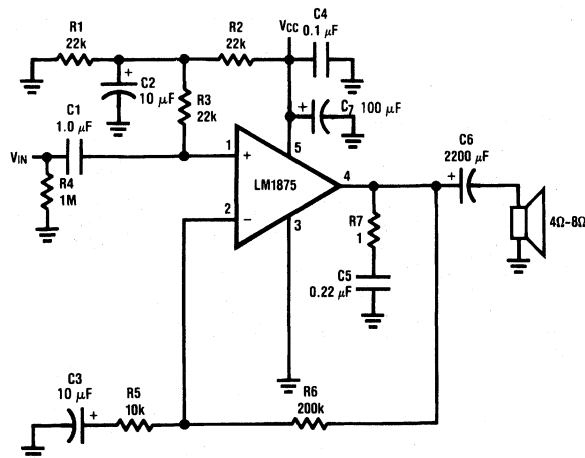 R1
22k
R2
22k
VCC
C4
0.1 μF
C2
10 μF
+
R3
22k
C7 100 μF
+
C1
1.0 μF
VIN
R4
1M
1
+
5
LM1875
4
2
−
3
C6
2200 μF
+
R7
1
C5
0.22 μF
4Ω-8Ω
C3
10 μF
+
R5
10k
R6
200k